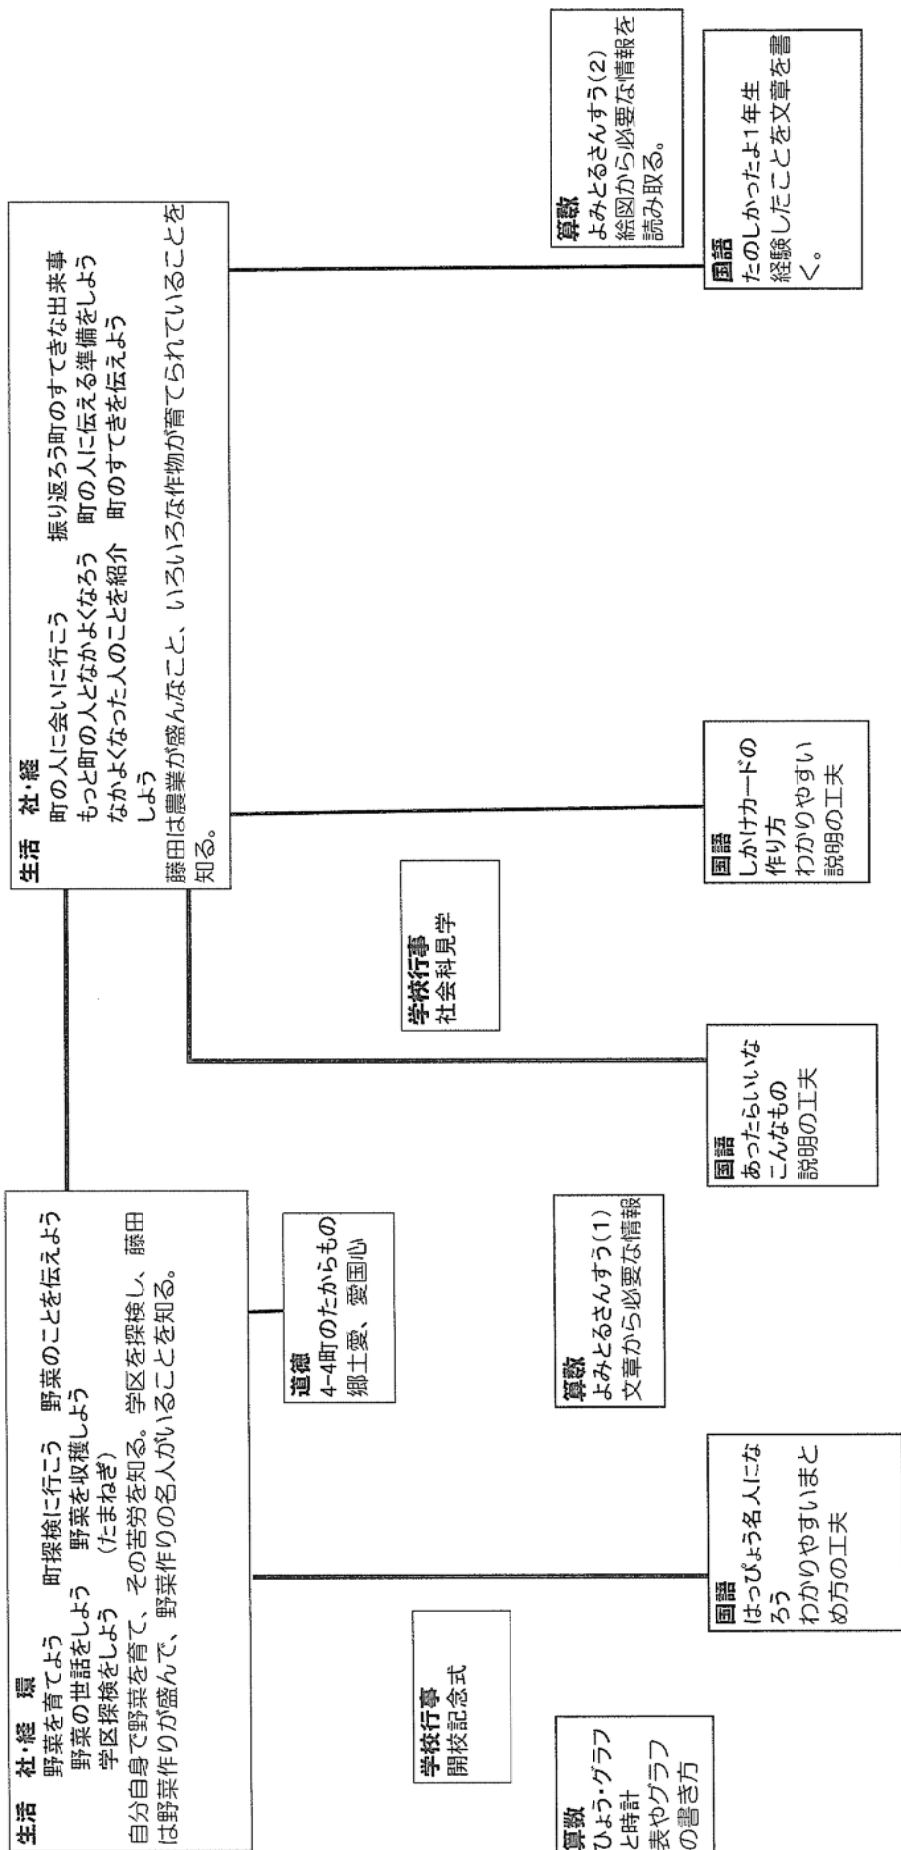 生活　社・経　環
野菜を育てよう　町探検に行こう　野菜のことを伝えよう
野菜の世話をしよう　野菜を収穫しよう
学区探検をしよう　(たまねぎ)
自分自身で野菜を育て、その苦労を知る。学区を探検し、藤田
は野菜作りが盛んで、野菜作りの名人がいることを知る。
生活　社・経
町の人に会いに行こう　振り返ろう町のすてきな出来事
もっと町の人となかよくなろう　町の人に伝える準備をしよう
なかよくなった人のことを紹介　町のすてきを伝えよう
しよう
藤田は農業が盛んなこと、いろいろな作物が育てられていることを
知る。
道徳
4-4町のたからもの
郷土愛、愛国心
学校行事
開校記念式
学校行事
社会科見学
算数
ひょう・グラフ
と時計
表やグラフ
の書き方
算数
よみとるさんすう(1)
文章から必要な情報
算数
よみとるさんすう(2)
絵図から必要な情報を
読み取る。
国語
はっぴょう名人にな
ろう
わかりやすいまと
め方の工夫
国語
あったらいいな
こんなもの
説明の工夫
国語
しかけカードの
作り方
わかりやすい
説明の工夫
国語
たのしかったよ1年生
経験したことを文章を書
く。